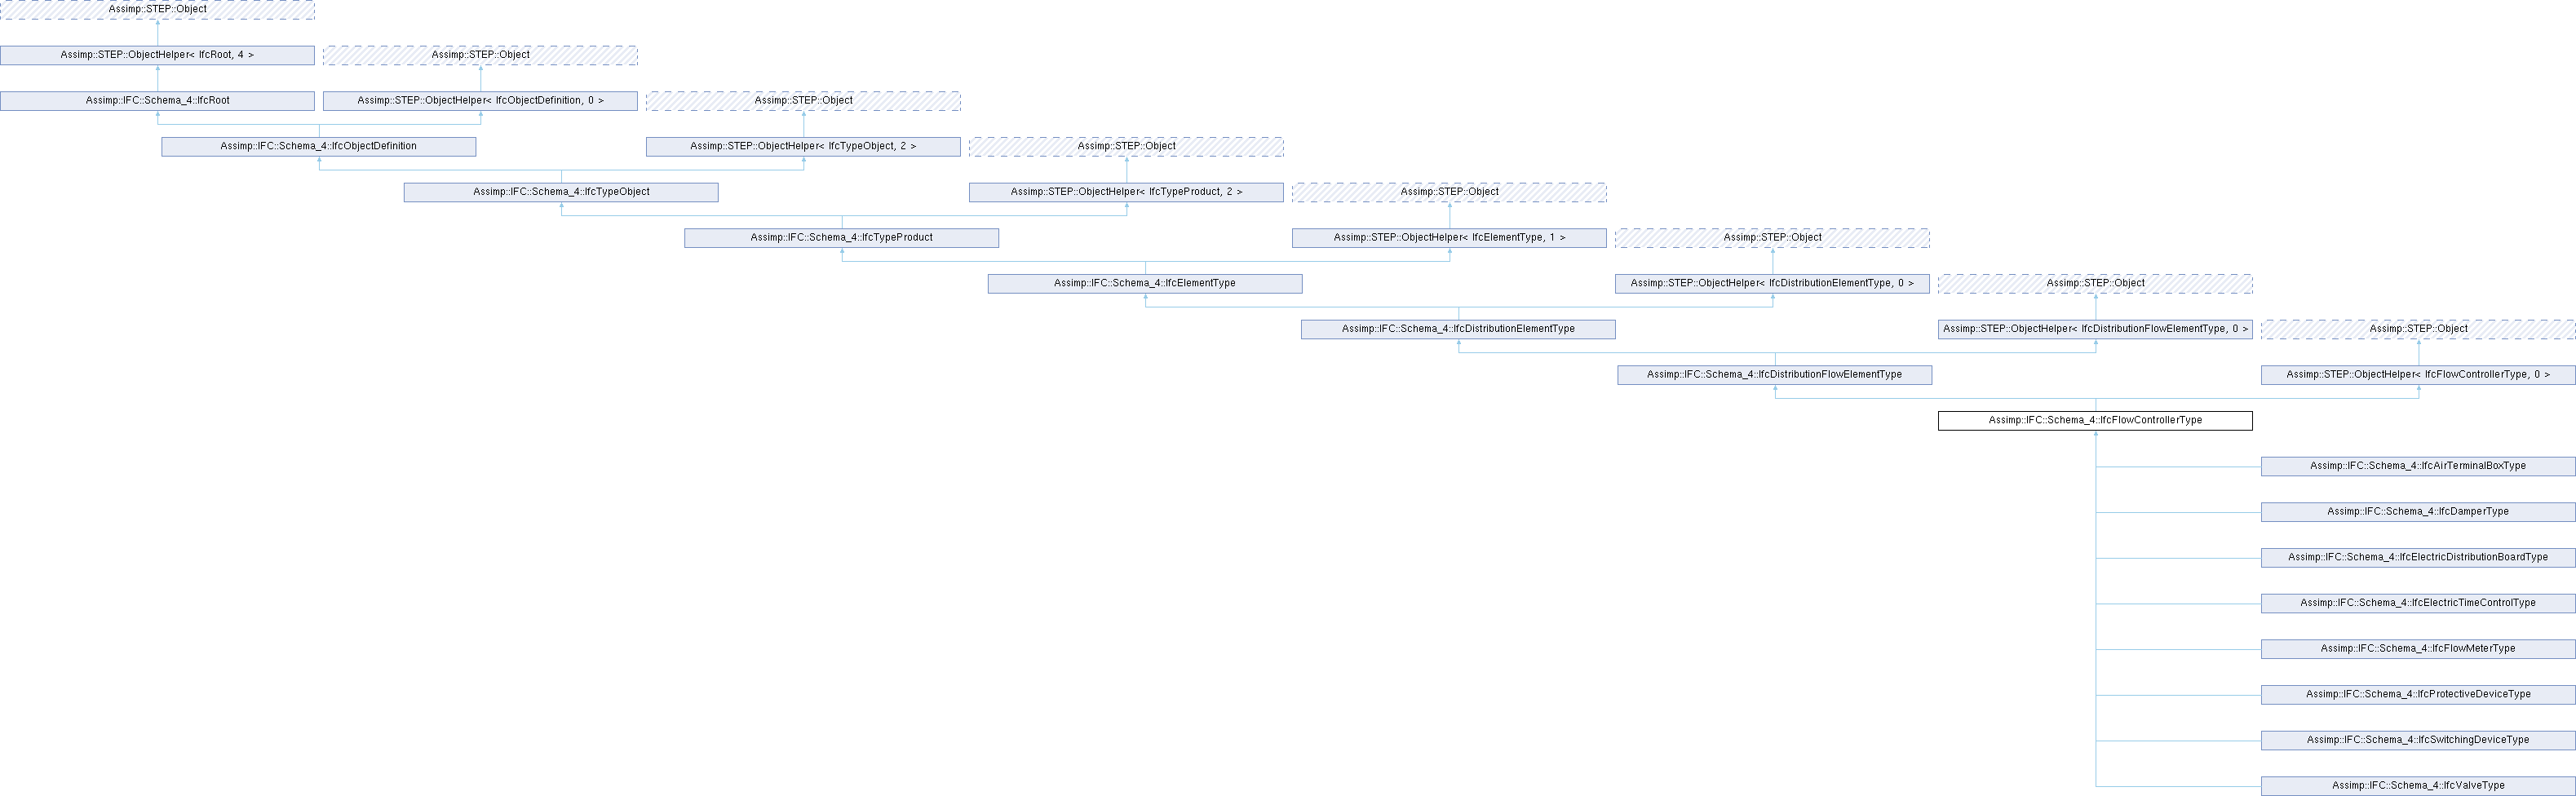 Assimp::STEP::Object
Assimp::STEP::ObjectHelper< IfcRoot, 4 >
Assimp::STEP::Object
Assimp::IFC::Schema_4::IfcRoot
Assimp::STEP::ObjectHelper< IfcObjectDefinition, 0 >
Assimp::STEP::Object
Assimp::IFC::Schema_4::IfcObjectDefinition
Assimp::STEP::ObjectHelper< IfcTypeObject, 2 >
Assimp::STEP::Object
Assimp::IFC::Schema_4::IfcTypeObject
Assimp::STEP::ObjectHelper< IfcTypeProduct, 2 >
Assimp::STEP::Object
Assimp::IFC::Schema_4::IfcTypeProduct
Assimp::STEP::ObjectHelper< IfcElementType, 1 >
Assimp::STEP::Object
Assimp::IFC::Schema_4::IfcElementType
Assimp::STEP::ObjectHelper< IfcDistributionElementType, 0 >
Assimp::STEP::Object
Assimp::IFC::Schema_4::IfcDistributionElementType
Assimp::STEP::ObjectHelper< IfcDistributionFlowElementType, 0 >
Assimp::STEP::Object
Assimp::IFC::Schema_4::IfcDistributionFlowElementType
Assimp::STEP::ObjectHelper< IfcFlowControllerType, 0 >
Assimp::IFC::Schema_4::IfcFlowControllerType
Assimp::IFC::Schema_4::IfcAirTerminalBoxType
Assimp::IFC::Schema_4::IfcDamperType
Assimp::IFC::Schema_4::IfcElectricDistributionBoardType
Assimp::IFC::Schema_4::IfcElectricTimeControlType
Assimp::IFC::Schema_4::IfcFlowMeterType
Assimp::IFC::Schema_4::IfcProtectiveDeviceType
Assimp::IFC::Schema_4::IfcSwitchingDeviceType
Assimp::IFC::Schema_4::IfcValveType